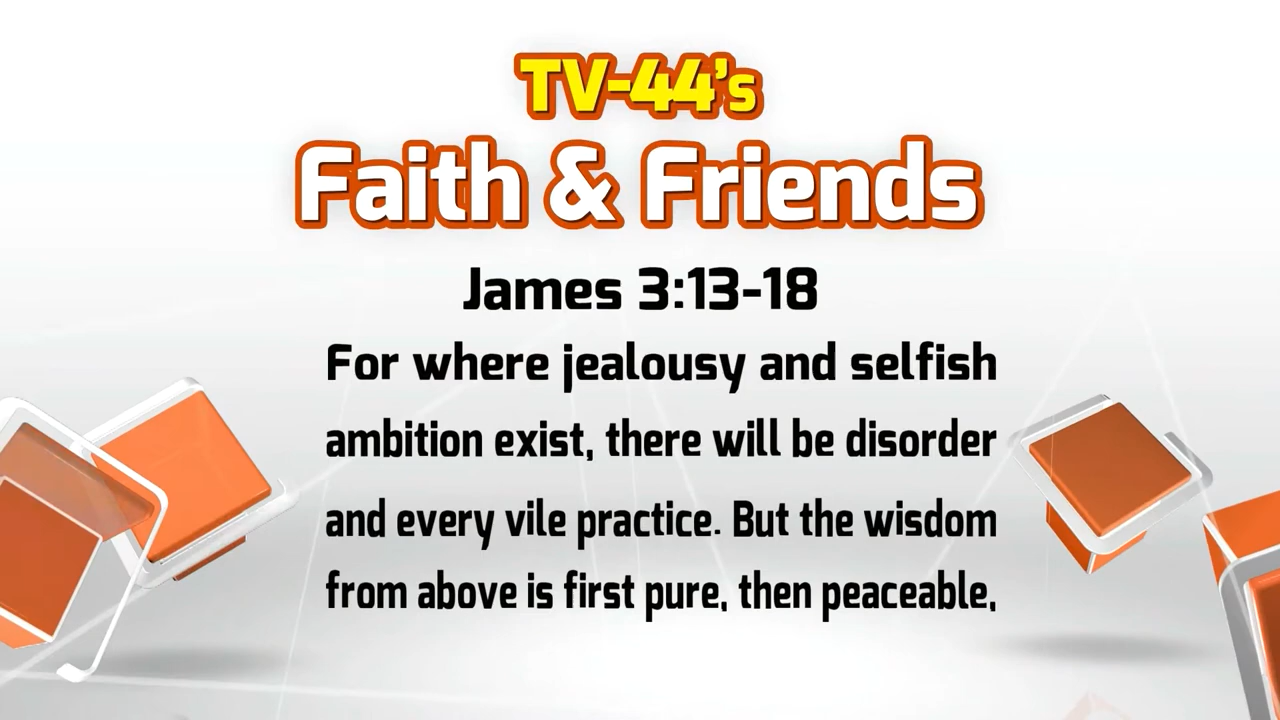 TV-44's
Faith & Friends
James 3:13-18
For where jealousy and selfish
ambition exist, there will be disorder
and every vile practice. But the wisdom
from above is first pure, then peaceable,